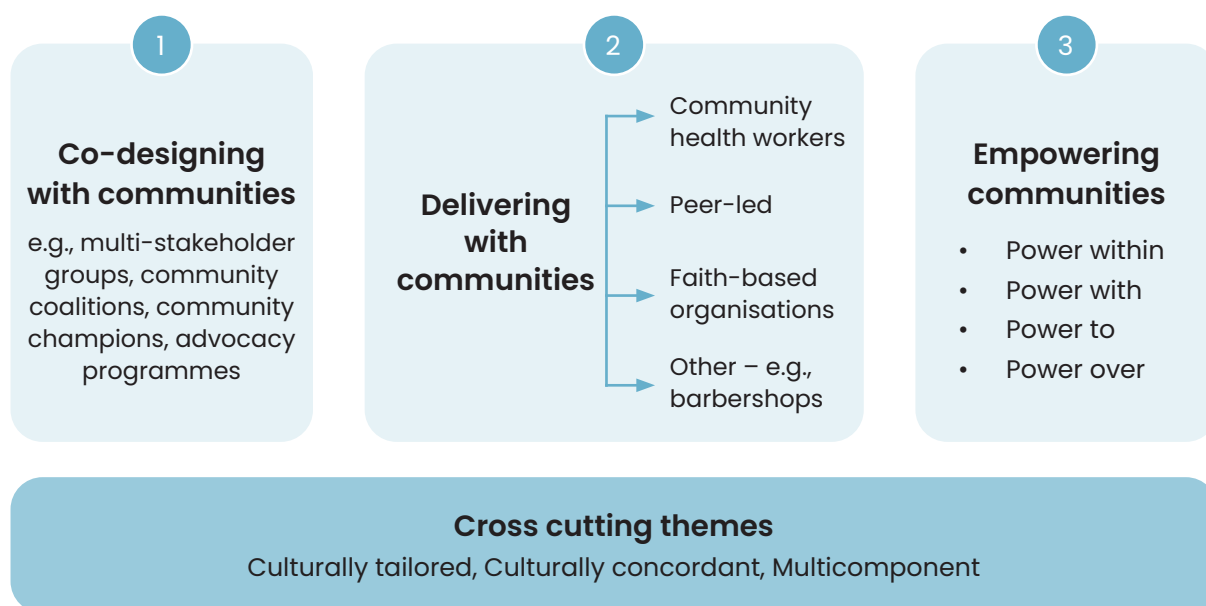 1
Co-designing
with communities
e.g., multi-stakeholder
groups, community
coalitions, community
champions, advocacy
programmes
2
Delivering
with
communities
Community
health workers
Peer-led
Faith-based
organisations
Other – e.g.,
barbershops
3
Empowering
communities
• Power within
• Power with
• Power to
• Power over
Cross cutting themes
Culturally tailored, Culturally concordant, Multicomponent